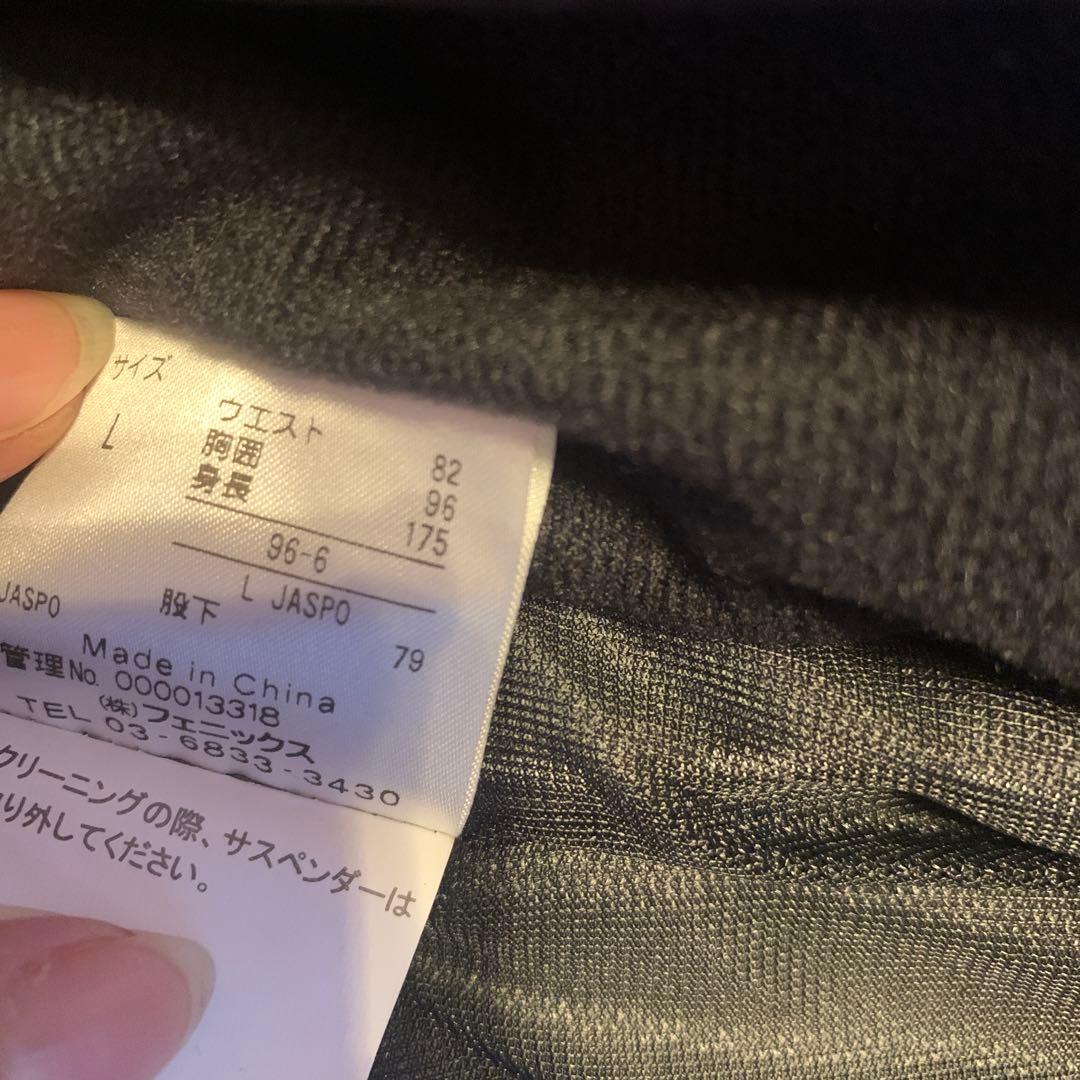 サイズ
L
ウエスト 82
胸囲 96
身長 175
96-6
L JASPO
JASPO 股下 79
Made in China
管理No. 000013318
(株)フェニックス
TEL 03-6833-3430
クリーニングの際、サスペンダーは
り外してください。